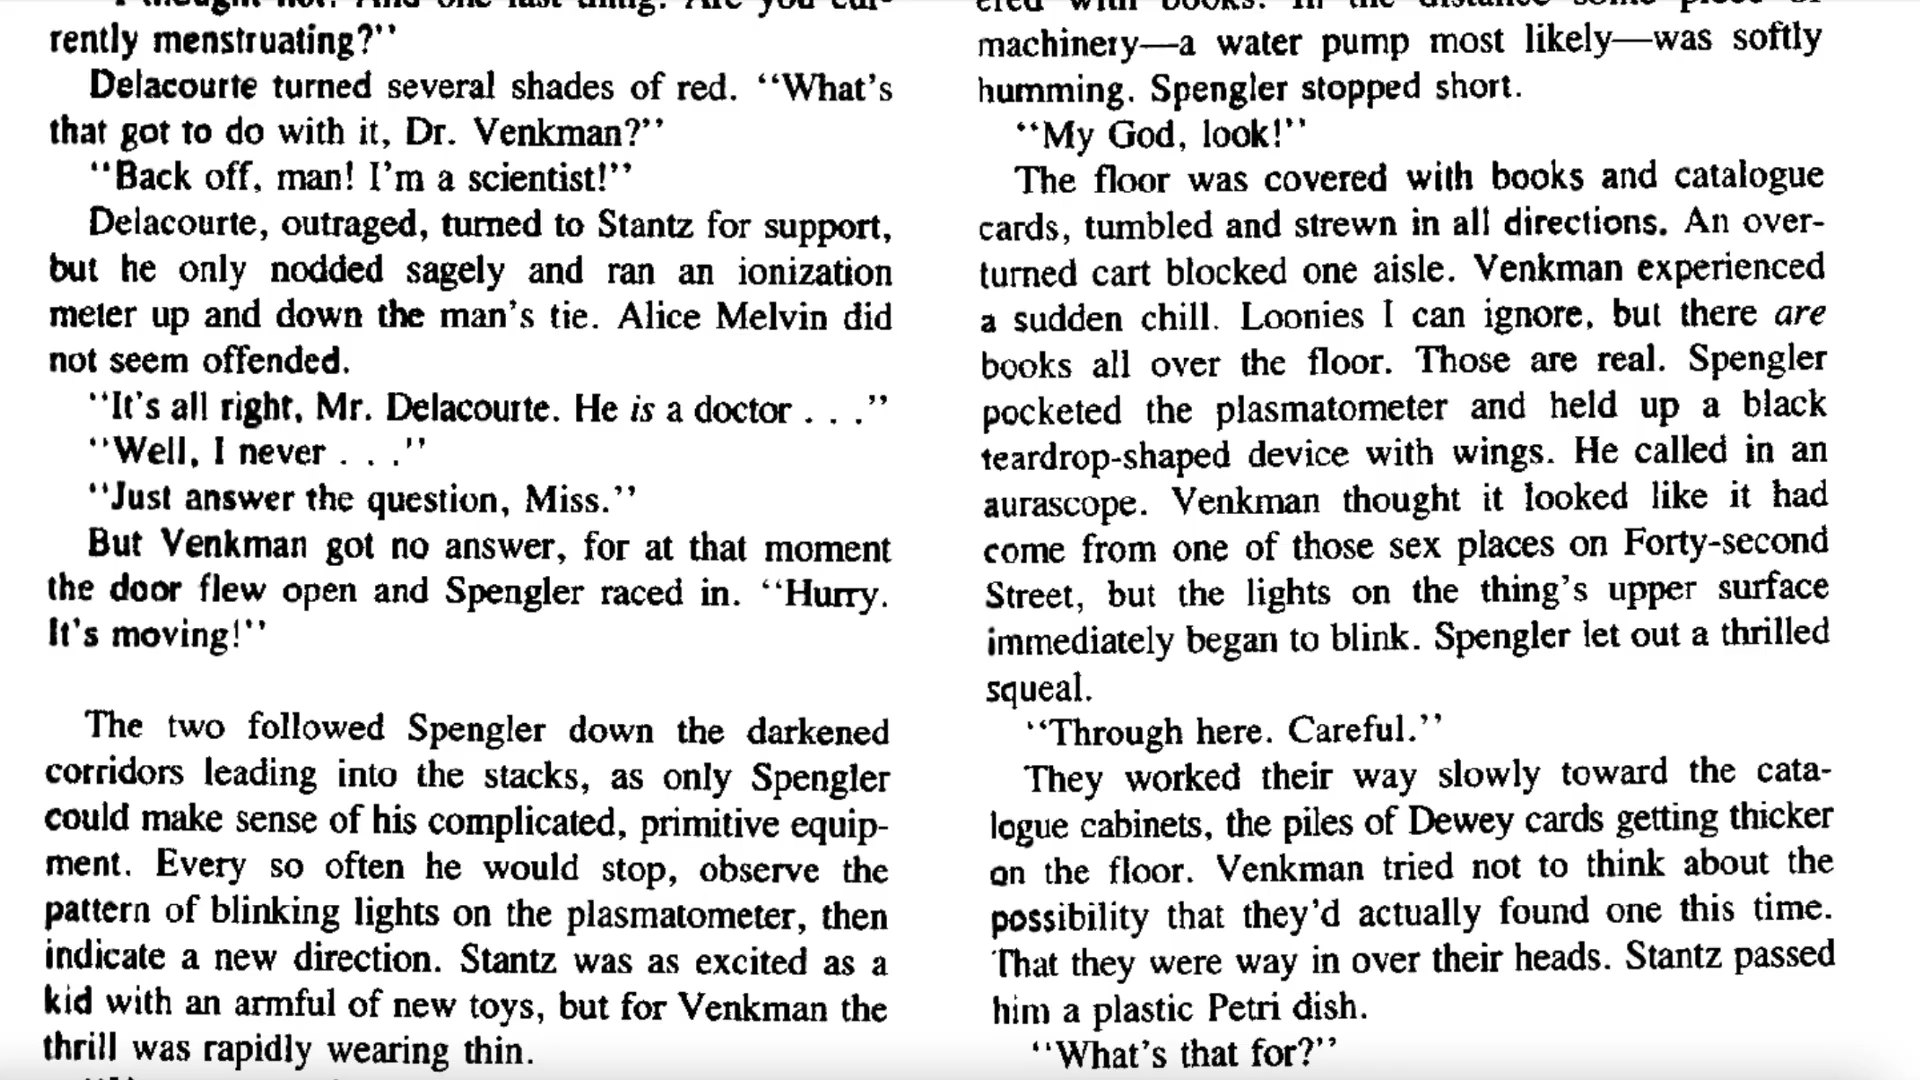 rently menstruating?''
Delacourte turned several shades of red. ''What's
that got to do with it, Dr. Venkman?''
''Back off, man! I'm a scientist!''
Delacourte, outraged, turned to Stantz for support,
but he only nodded sagely and ran an ionization
meter up and down the man's tie. Alice Melvin did
not seem offended.
''It's all right, Mr. Delacourte. He is a doctor . . .''
''Well, I never . . .''
''Just answer the question, Miss.''
But Venkman got no answer, for at that moment
the door flew open and Spengler raced in. ''Hurry.
It's moving!''
The two followed Spengler down the darkened
corridors leading into the stacks, as only Spengler
could make sense of his complicated, primitive equip-
ment. Every so often he would stop, observe the
pattern of blinking lights on the plasmatometer, then
indicate a new direction. Stantz was as excited as a
kid with an armful of new toys, but for Venkman the
thrill was rapidly wearing thin.
machinery—a water pump most likely—was softly
humming. Spengler stopped short.
''My God, look!''
The floor was covered with books and catalogue
cards, tumbled and strewn in all directions. An over-
turned cart blocked one aisle. Venkman experienced
a sudden chill. Loonies I can ignore, but there are
books all over the floor. Those are real. Spengler
pocketed the plasmatometer and held up a black
teardrop-shaped device with wings. He called in an
aurascope. Venkman thought it looked like it had
come from one of those sex places on Forty-second
Street, but the lights on the thing's upper surface
immediately began to blink. Spengler let out a thrilled
squeal.
''Through here. Careful.''
They worked their way slowly toward the cata-
logue cabinets, the piles of Dewey cards getting thicker
on the floor. Venkman tried not to think about the
possibility that they'd actually found one this time.
That they were way in over their heads. Stantz passed
him a plastic Petri dish.
''What's that for?''